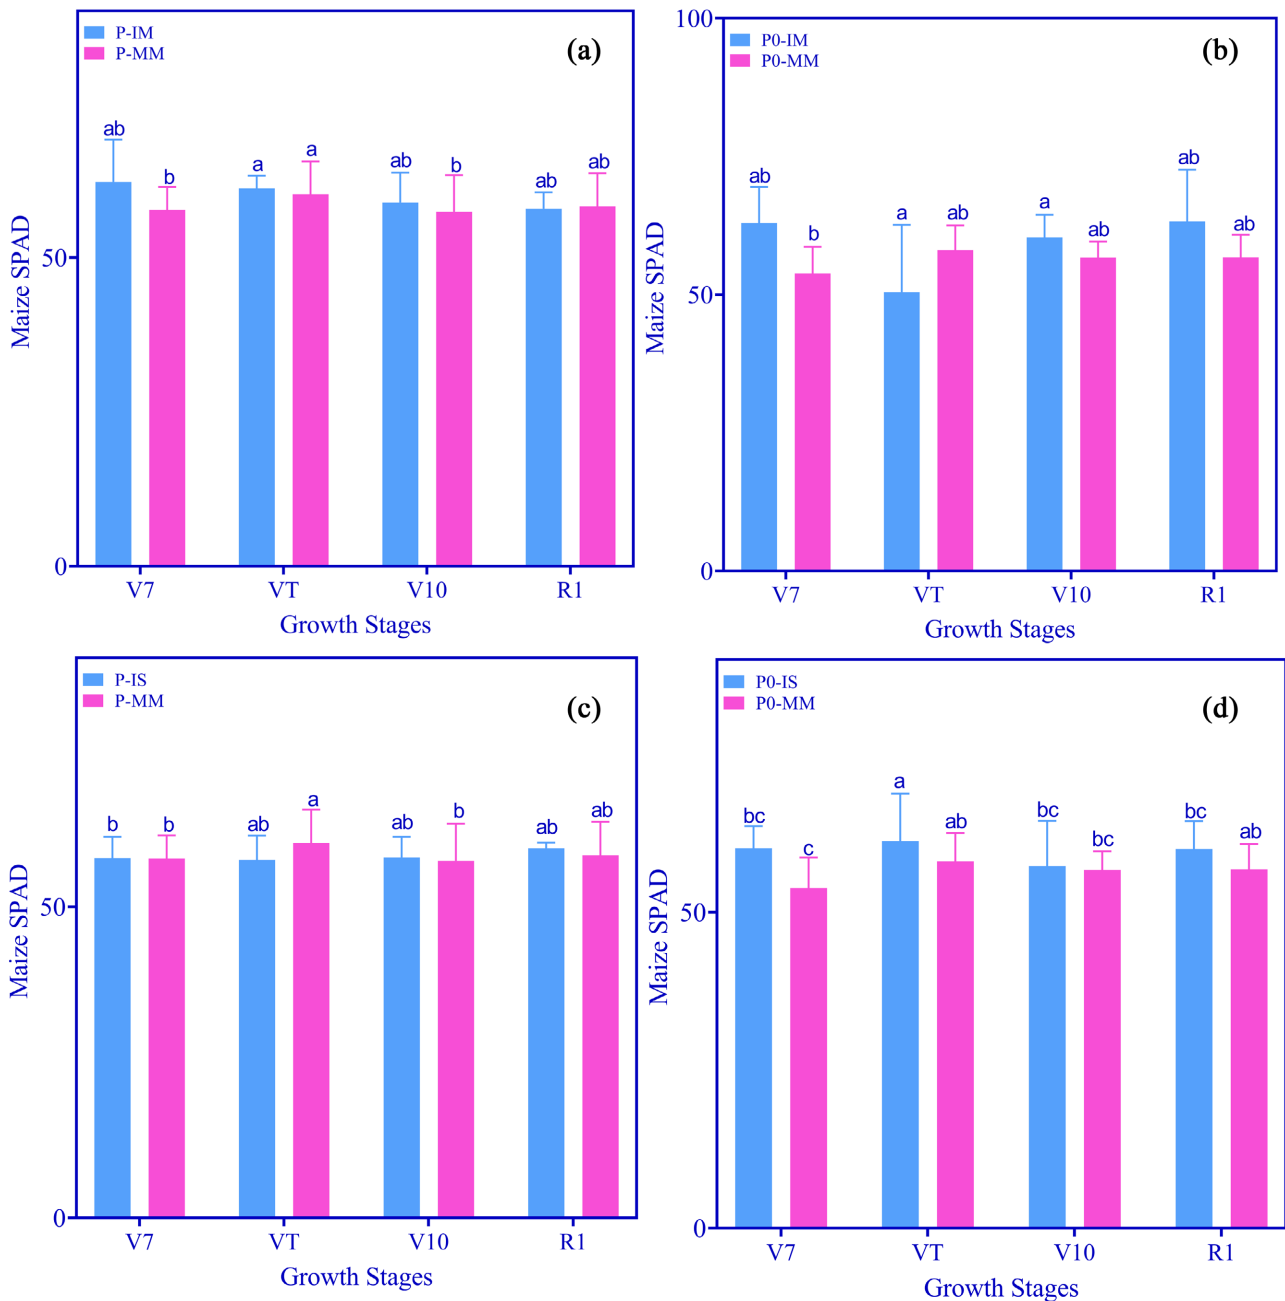 P-IM
P-MM
(a)
ab
b
a
a
ab
b
ab
ab
50
0
Maize SPAD
V7 VT V10 R1
Growth Stages
P0-IM
P0-MM
(b)
100
ab
b
a
ab
a
ab
ab
ab
50
0
Maize SPAD
V7 VT V10 R1
Growth Stages
P-IS
P-MM
(c)
b
b
ab
a
ab
b
ab
ab
50
0
Maize SPAD
V7 VT V10 R1
Growth Stages
P0-IS
P0-MM
(d)
bc
c
a
ab
bc
bc
bc
ab
50
0
Maize SPAD
V7 VT V10 R1
Growth Stages